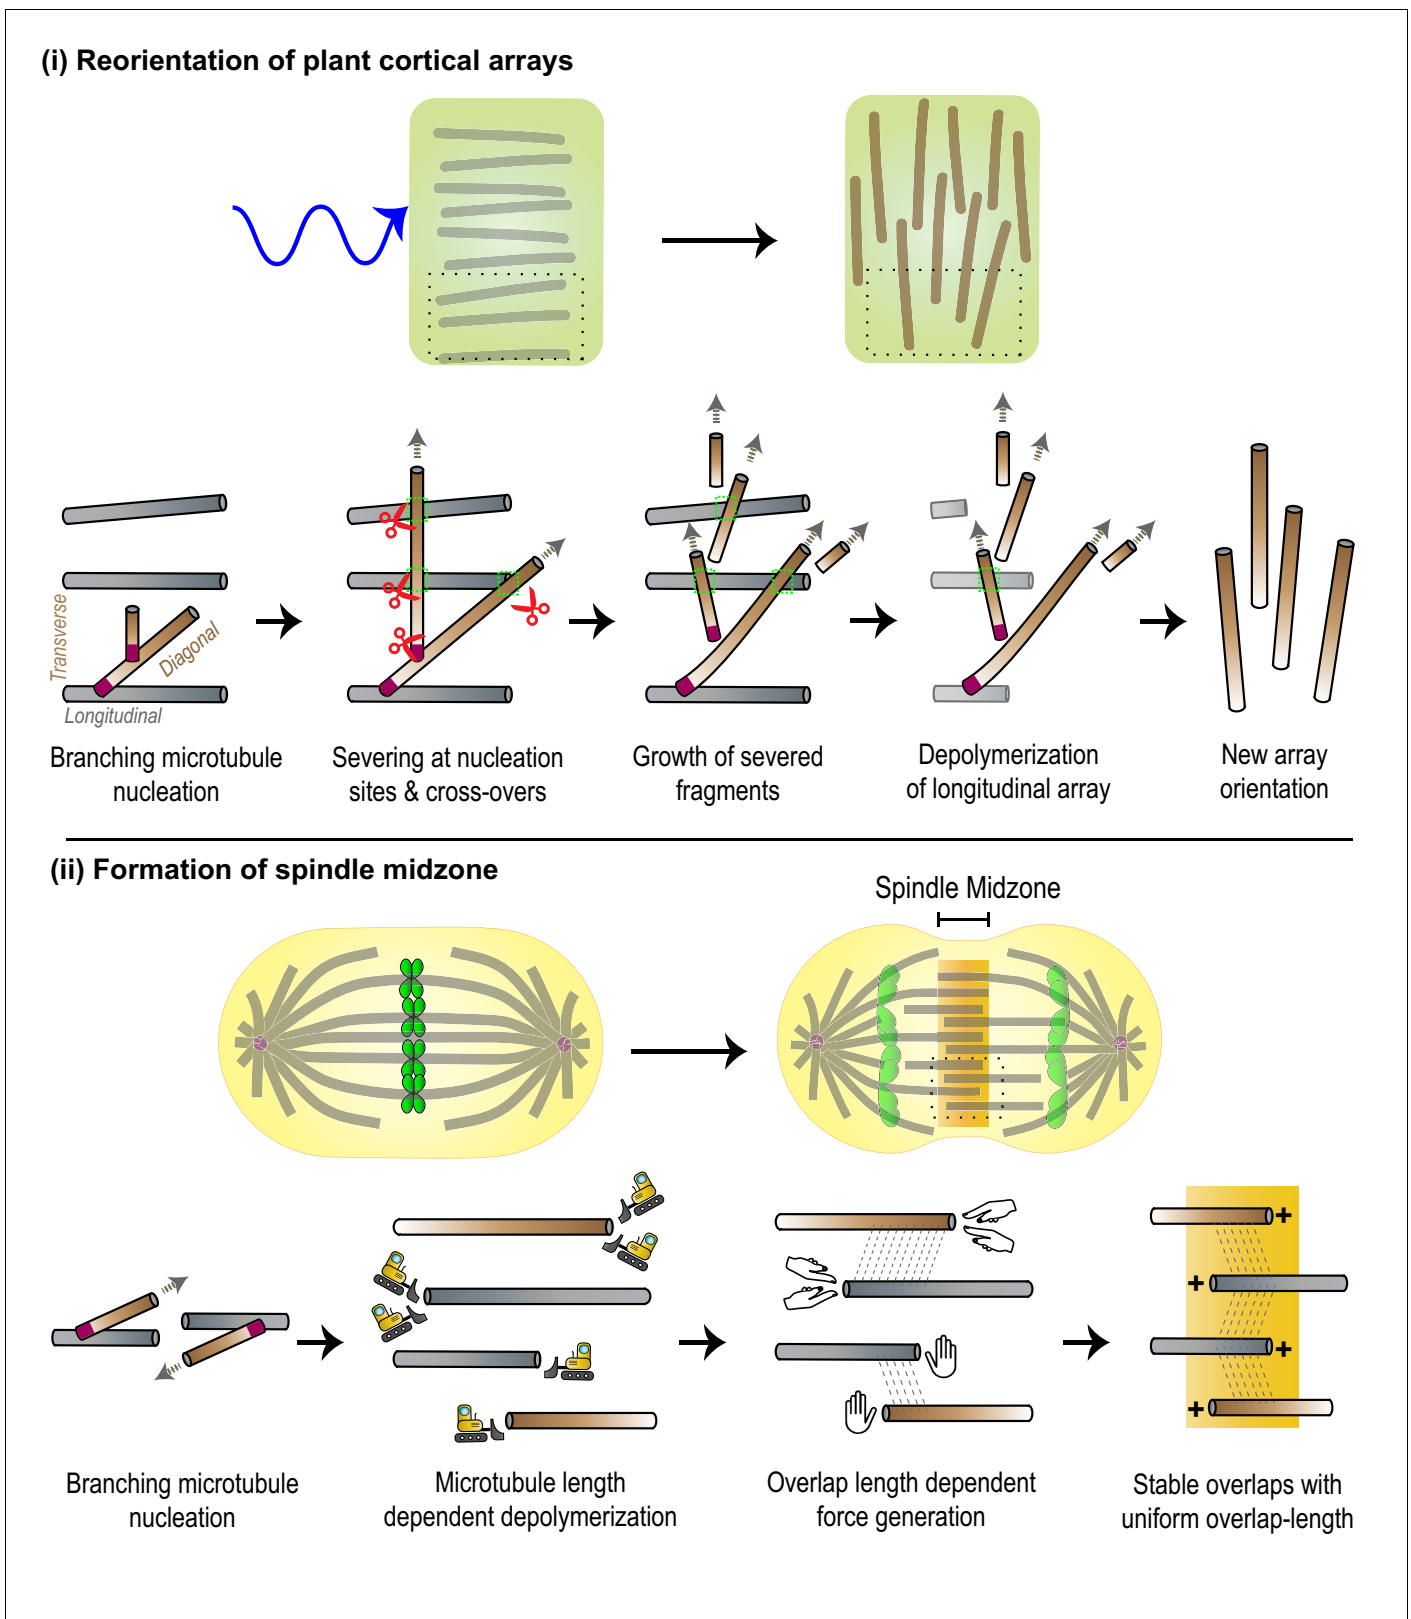 (i) Reorientation of plant cortical arrays
Transverse
Diagonal
Longitudinal
Branching microtubule
nucleation
Severing at nucleation
sites & cross-overs
Growth of severed
fragments
Depolymerization
of longitudinal array
New array
orientation
(ii) Formation of spindle midzone
Spindle Midzone
+
+
+
+
Branching microtubule
nucleation
Microtubule length
dependent depolymerization
Overlap length dependent
force generation
Stable overlaps with
uniform overlap-length